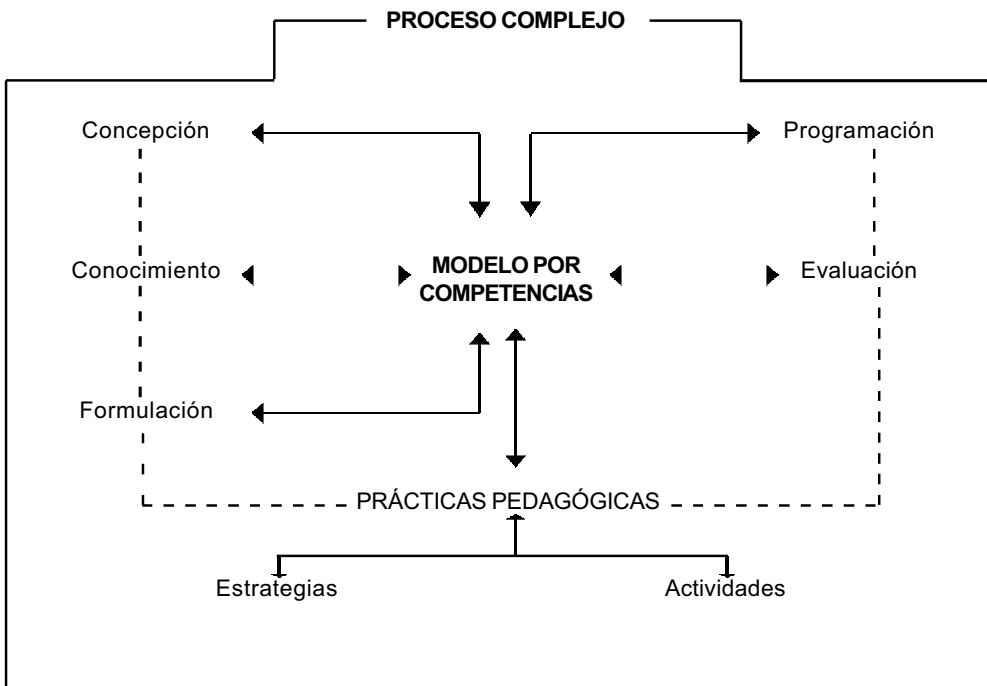 PROCESO COMPLEJO
Concepción
Programación
Conocimiento
MODELO POR
COMPETENCIAS
Evaluación
Formulación
PRÁCTICAS PEDAGÓGICAS
Estrategias
Actividades